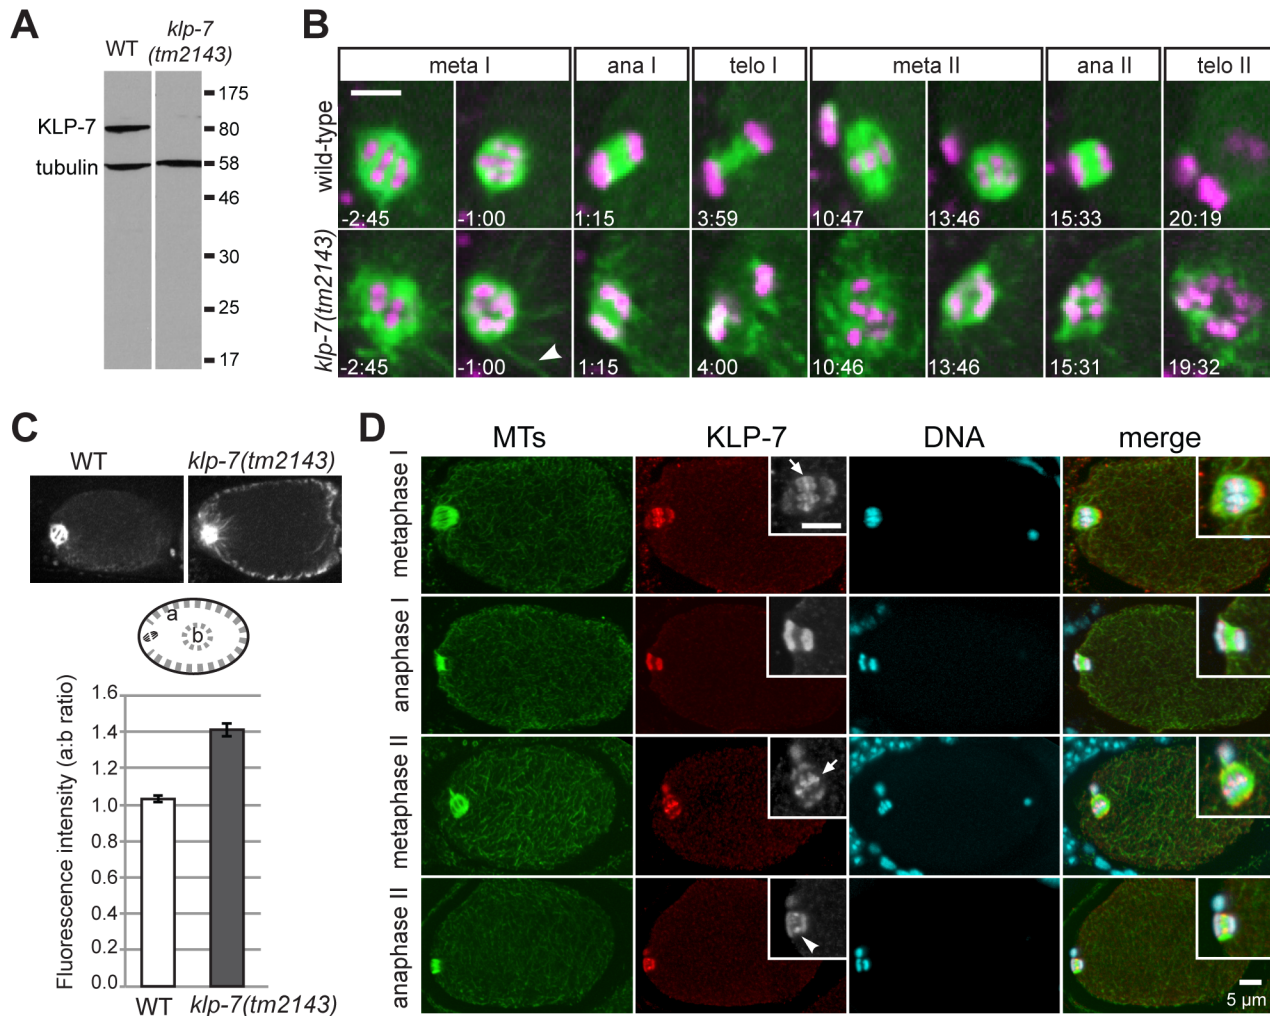 A
WT
klp-7
(tm2143)
KLP-7
tubulin
175
80
58
46
30
25
17
B
meta I
ana I
telo I
meta II
ana II
telo II
wild-type
-2:45
-1:00
1:15
3:59
10:47
13:46
15:33
20:19
klp-7(tm2143)
-2:45
-1:00
1:15
4:00
10:46
13:46
15:31
19:32
C
WT
klp-7(tm2143)
a
b
Fluorescence intensity (a:b ratio)
1.6
1.4
1.2
1.0
0.8
0.6
0.4
0.2
0.0
WT
klp-7(tm2143)
D
MTs
KLP-7
DNA
merge
metaphase I
anaphase I
metaphase II
anaphase II
5 µm